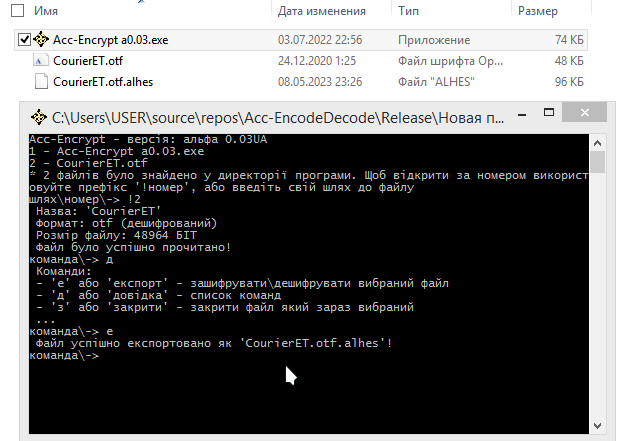 Имя Дата изменения Тип Размер
Acc-Encrypt a0.03.exe 03.07.2022 22:56 Приложение 74 КБ
CourierET.otf 24.12.2020 1:25 Файл шрифта Op... 48 КБ
CourierET.otf.alhes 08.05.2023 23:26 Файл "ALHES" 96 КБ
C:\Users\USER\source\repos\Acc-EncodeDecode\Release\Новая п...
Acc-Encrypt - версія: альфа 0.03UA
1 - Acc-Encrypt a0.03.exe
2 - CourierET.otf
* 2 файлів було знайдено у директорії програми. Щоб відкрити за номером використ
овуйте префікс '!номер', або введіть свій шлях до файлу
шлях\номер\-> !2
Назва: 'CourierET'
Формат: otf (дешифрований)
Розмір файлу: 48964 БІТ
Файл було успішно прочитано!
команда\-> д
Команди:
- 'е' або 'експорт' - зашифрувати\дешифрувати вибраний файл
- 'д' або 'довідка' - список команд
- 'з' або 'закрити' - закрити файл який зараз вибраний
...
команда\-> е
Файл успішно експортовано як 'CourierET.otf.alhes'!
команда\->